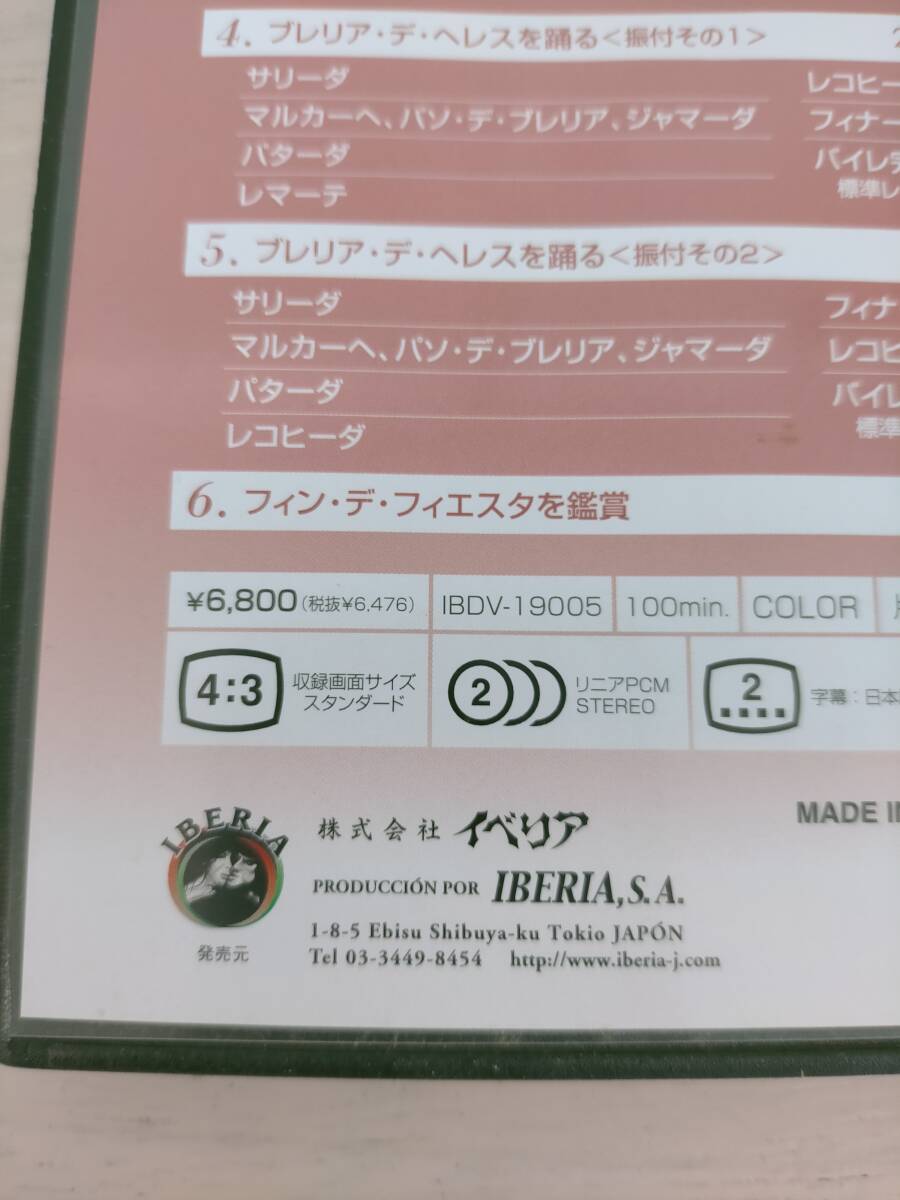 4. ブレリア・デ・ヘレスを踊る<振付その1>
サリーダ
レコヒー
マルカーヘ、パソ・デ・ブレリア、ジャマーダ
フィナー
パターダ
バイレ
レマーテ
標準レ
5. ブレリア・デ・ヘレスを踊る<振付その2>
サリーダ
フィナ
マルカーヘ、パソ・デ・ブレリア、ジャマーダ
レコヒ
パターダ
バイレ
レコヒーダ
標準
6. フィン・デ・フィエスタを鑑賞
¥6,800(税抜¥6,476) IBDV-19005 100min. COLOR
4:3 収録画面サイズ
スタンダード
2 リニアPCM
STEREO
2 字幕:日本
IBERIA
発売元
株式会社 イベリア
PRODUCCIÓN POR IBERIA, S.A.
1-8-5 Ebisu Shibuya-ku Tokio JAPÓN
Tel 03-3449-8454 http://www.iberia-j.com
MADE I